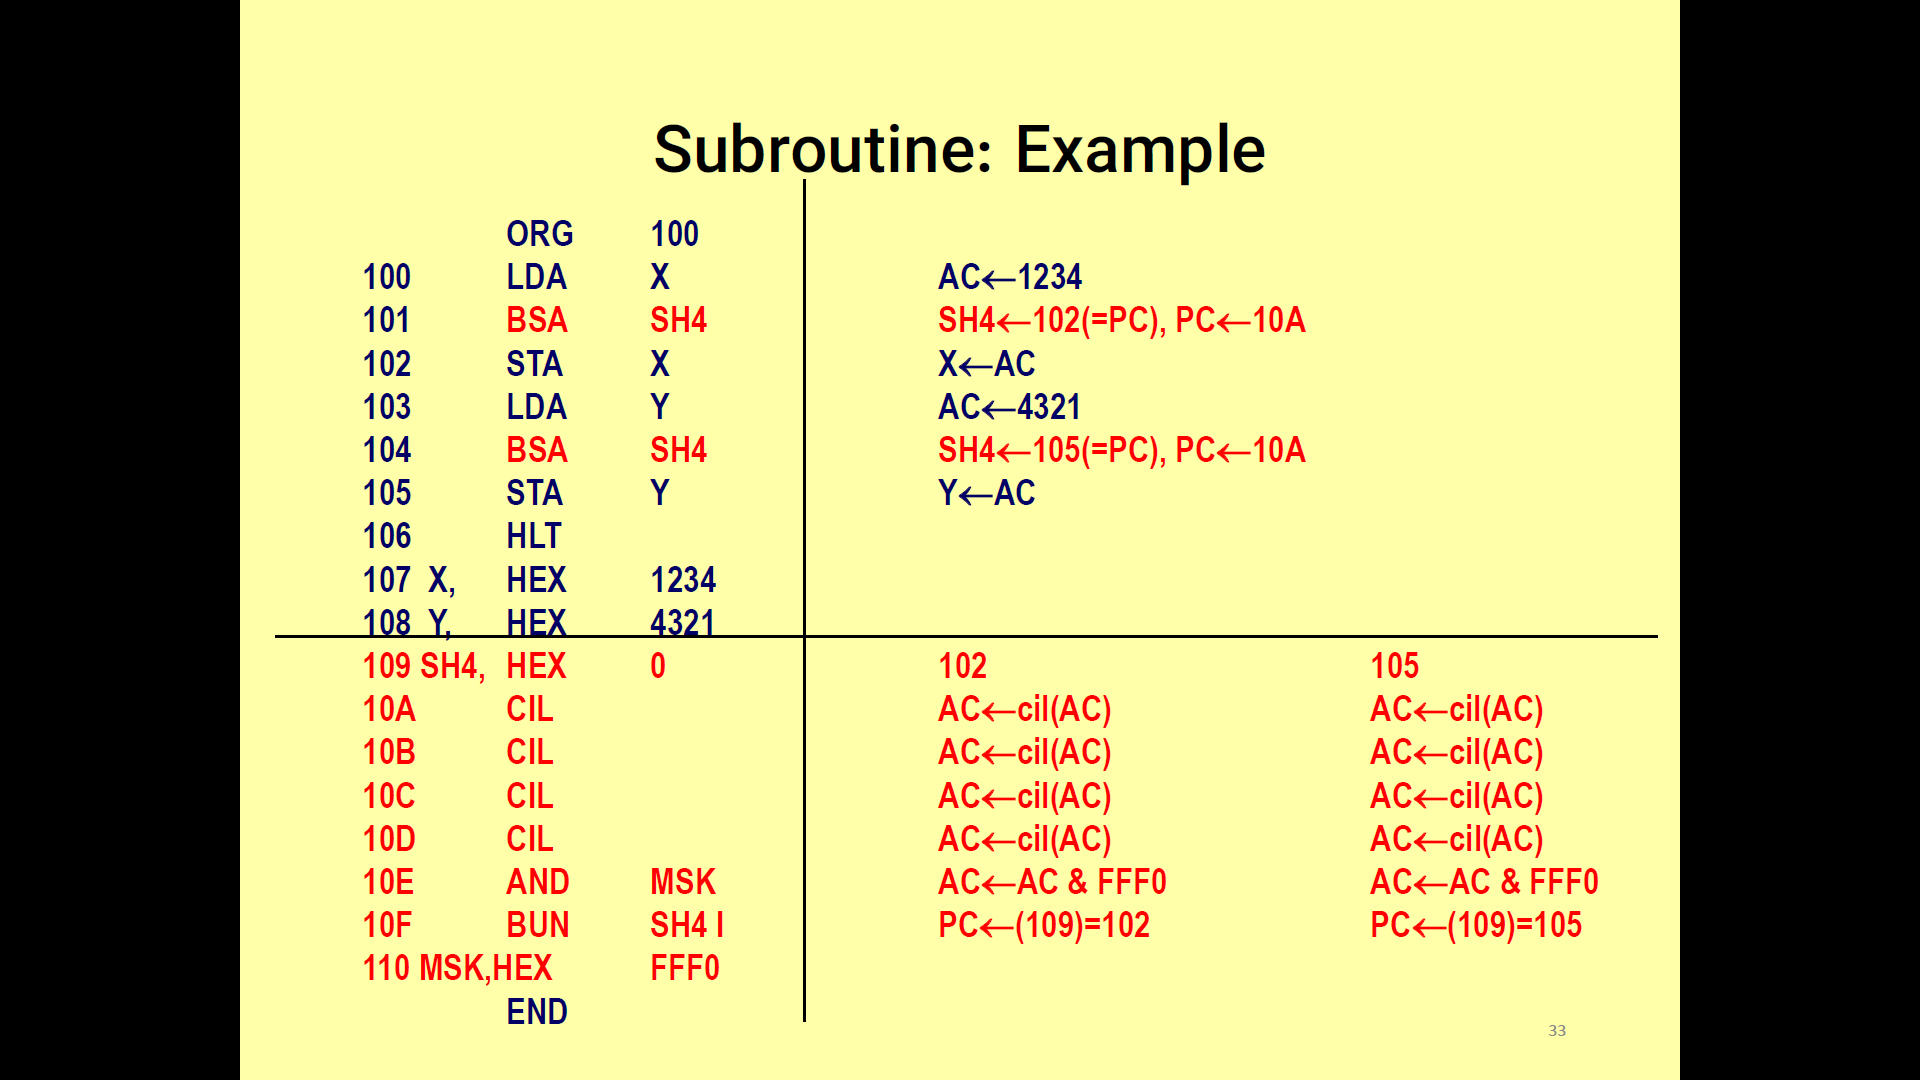 Subroutine: Example
ORG 100
100 LDA X AC←1234
101 BSA SH4 SH4←102(=PC), PC←10A
102 STA X X←AC
103 LDA Y AC←4321
104 BSA SH4 SH4←105(=PC), PC←10A
105 STA Y Y←AC
106 HLT
107 X, HEX 1234
108 Y, HEX 4321
109 SH4, HEX 0 102 105
10A CIL AC←cil(AC) AC←cil(AC)
10B CIL AC←cil(AC) AC←cil(AC)
10C CIL AC←cil(AC) AC←cil(AC)
10D CIL AC←cil(AC) AC←cil(AC)
10E AND MSK AC←AC & FFF0 AC←AC & FFF0
10F BUN SH4 I PC←(109)=102 PC←(109)=105
110 MSK,HEX FFF0
END
33